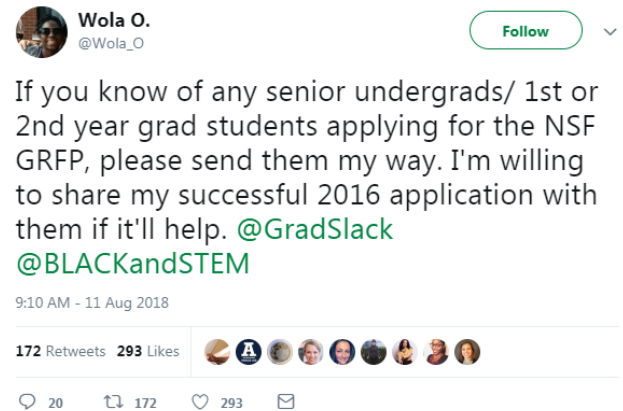 Wola O.
@Wola_O
Follow
If you know of any senior undergrads/ 1st or
2nd year grad students applying for the NSF
GRFP, please send them my way. I'm willing
to share my successful 2016 application with
them if it'll help. @GradSlack
@BLACKandSTEM
9:10 AM - 11 Aug 2018
172 Retweets 293 Likes
A
20 172 293